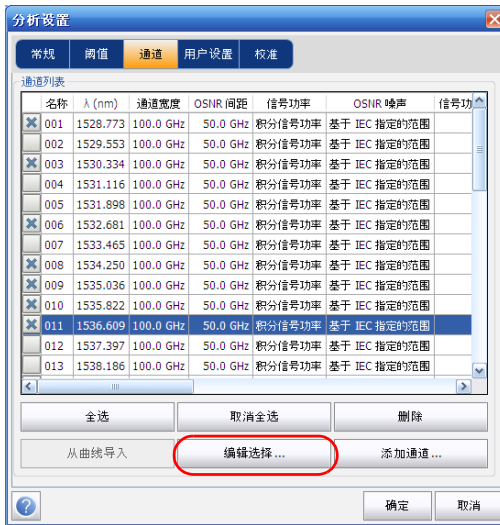 分析设置
常规 阈值 通道 用户设置 校准
通道列表
名称 λ (nm) 通道宽度 OSNR 间距 信号功率 OSNR 噪声 信号功
001 1528.773 100.0 GHz 50.0 GHz 积分信号功率 基于 IEC 指定的范围
002 1529.553 100.0 GHz 50.0 GHz 积分信号功率 基于 IEC 指定的范围
003 1530.334 100.0 GHz 50.0 GHz 积分信号功率 基于 IEC 指定的范围
004 1531.116 100.0 GHz 50.0 GHz 积分信号功率 基于 IEC 指定的范围
005 1531.898 100.0 GHz 50.0 GHz 积分信号功率 基于 IEC 指定的范围
006 1532.681 100.0 GHz 50.0 GHz 积分信号功率 基于 IEC 指定的范围
007 1533.465 100.0 GHz 50.0 GHz 积分信号功率 基于 IEC 指定的范围
008 1534.250 100.0 GHz 50.0 GHz 积分信号功率 基于 IEC 指定的范围
009 1535.036 100.0 GHz 50.0 GHz 积分信号功率 基于 IEC 指定的范围
010 1535.822 100.0 GHz 50.0 GHz 积分信号功率 基于 IEC 指定的范围
011 1536.609 100.0 GHz 50.0 GHz 积分信号功率 基于 IEC 指定的范围
012 1537.397 100.0 GHz 50.0 GHz 积分信号功率 基于 IEC 指定的范围
013 1538.186 100.0 GHz 50.0 GHz 积分信号功率 基于 IEC 指定的范围
全选 取消全选 删除
从曲线导入 编辑选择 ... 添加通道 ...
? 确定 取消